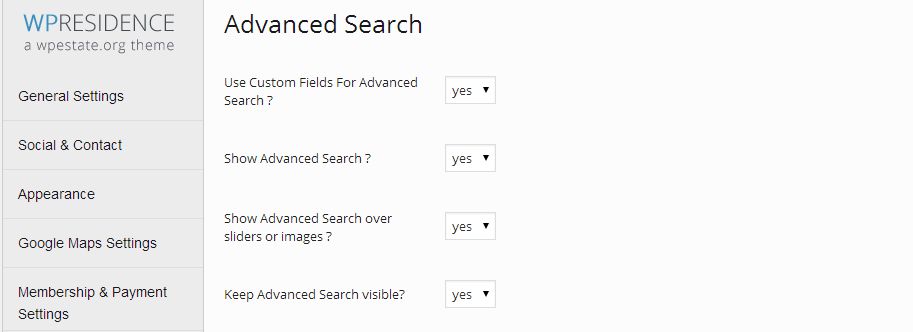 WPRESIDENCE
a wpestate.org theme
General Settings
Social & Contact
Appearance
Google Maps Settings
Membership & Payment
Settings
Advanced Search
Use Custom Fields For Advanced
Search ?
yes
Show Advanced Search ?
yes
Show Advanced Search over
sliders or images ?
yes
Keep Advanced Search visible?
yes